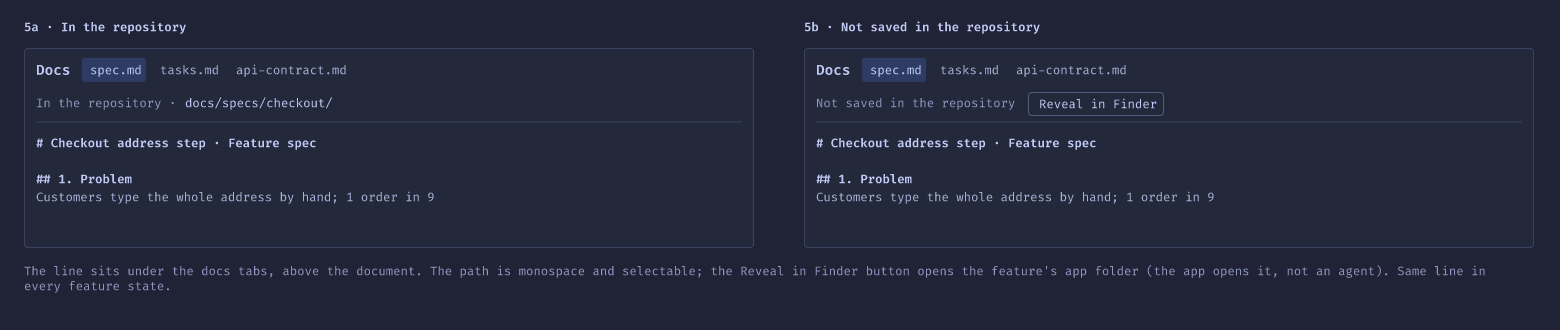 5a · In the repository
Docs spec.md tasks.md api-contract.md
In the repository · docs/specs/checkout/
# Checkout address step · Feature spec
## 1. Problem
Customers type the whole address by hand; 1 order in 9
5b · Not saved in the repository
Docs spec.md tasks.md api-contract.md
Not saved in the repository Reveal in Finder
# Checkout address step · Feature spec
## 1. Problem
Customers type the whole address by hand; 1 order in 9
The line sits under the docs tabs, above the document. The path is monospace and selectable; the Reveal in Finder button opens the feature's app folder (the app opens it, not an agent). Same line in
every feature state.